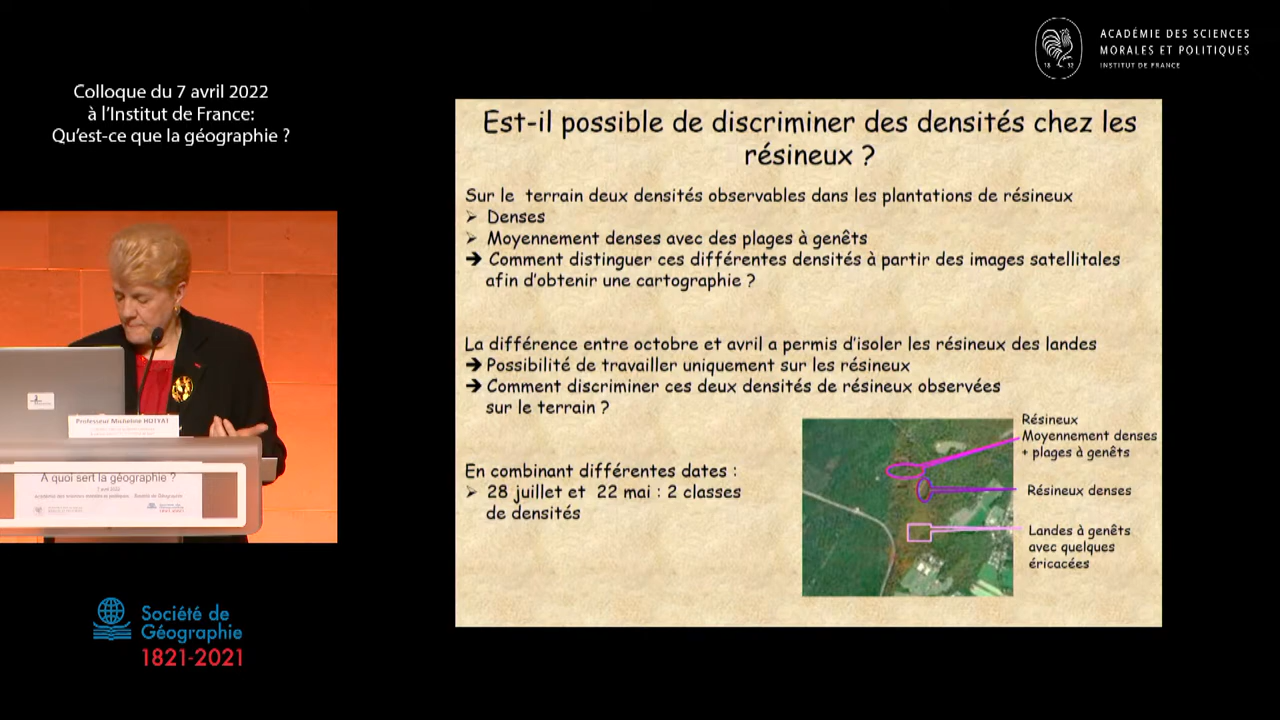 ACADÉMIE DES SCIENCES
MORALES ET POLITIQUES
INSTITUT DE FRANCE
18 32
Colloque du 7 avril 2022
à l'Institut de France:
Qu'est-ce que la géographie ?
Est-il possible de discriminer des densités chez les
résineux ?
Sur le terrain deux densités observables dans les plantations de résineux
➢ Denses
➢ Moyennement denses avec des plages à genêts
➔ Comment distinguer ces différentes densités à partir des images satellitales
afin d'obtenir une cartographie ?
La différence entre octobre et avril a permis d'isoler les résineux des landes
➔ Possibilité de travailler uniquement sur les résineux
➔ Comment discriminer ces deux densités de résineux observées
sur le terrain ?
En combinant différentes dates :
➢ 28 juillet et 22 mai : 2 classes
de densités
Résineux
Moyennement denses
+ plages à genêts
Résineux denses
Landes à genêts
avec quelques
éricacées
Professeur Micheline HOTYAT
A quoi sert la géographie ?
Société de
Géographie
1821-2021